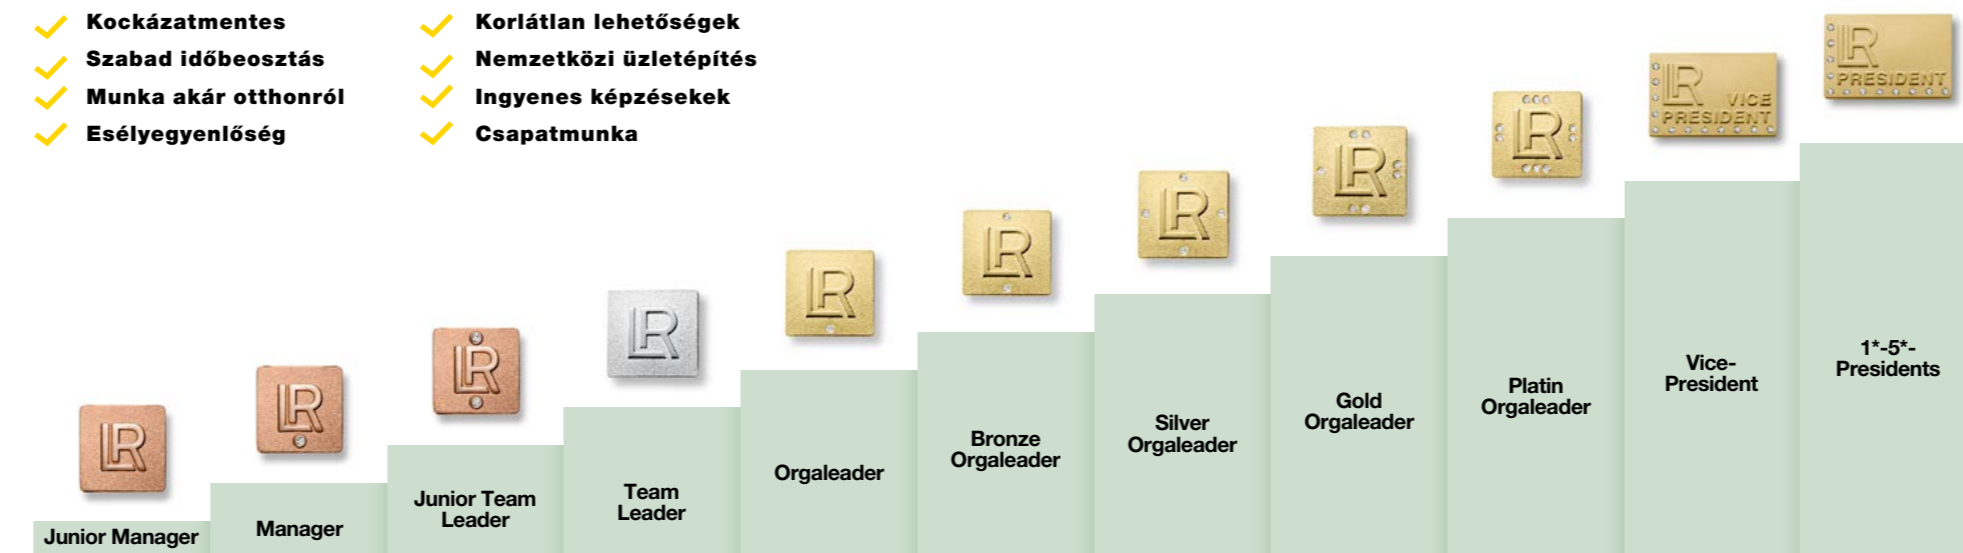 Kockázatmentes
Szabad időbeosztás
Munka akár otthonról
Esélyegyenlőség
Korlátlan lehetőségek
Nemzetközi üzletépítés
Ingyenes képzésekek
Csapatmunka
LR
Junior Manager
LR
Manager
LR
Junior Team
Leader
LR
Team
Leader
LR
Orgaleader
LR
Bronze
Orgaleader
LR
Silver
Orgaleader
LR
Gold
Orgaleader
LR
Platin
Orgaleader
LR
VICE
PRESIDENT
Vice-
President
LR
PRESIDENT
1*-5*-
Presidents